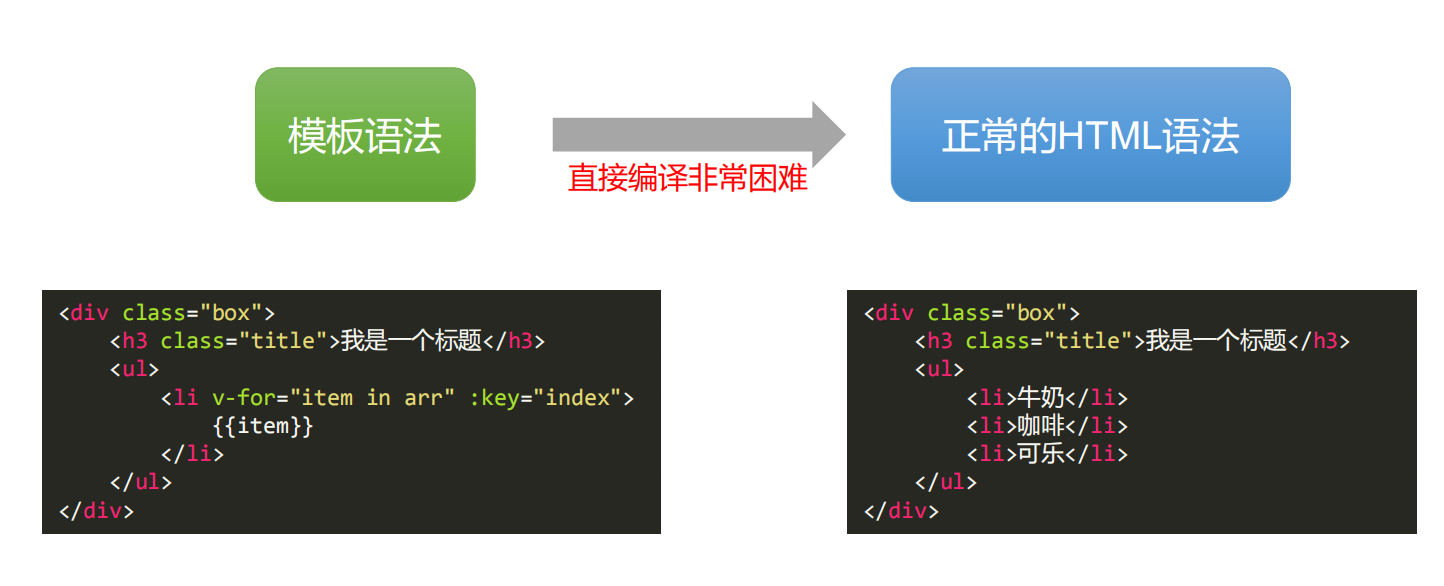 模板语法
正常的HTML语法
直接编译非常困难
<div class="box">
    <h3 class="title">我是一个标题</h3>
    <ul>
        <li v-for="item in arr" :key="index">
            {{item}}
        </li>
    </ul>
</div>
<div class="box">
    <h3 class="title">我是一个标题</h3>
    <ul>
        <li>牛奶</li>
        <li>咖啡</li>
        <li>可乐</li>
    </ul>
</div>